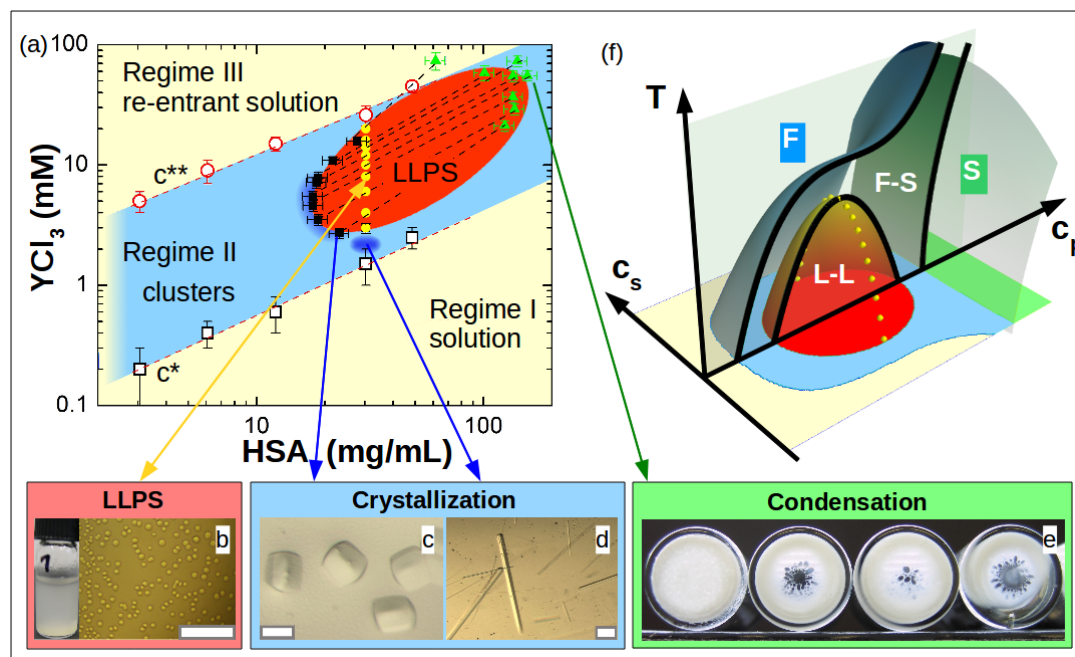 (a)
100
10
1
0.1
YCl₃ (mM)
Regime III
re-entrant solution
c**
LLPS
Regime II
clusters
Regime I
solution
c*
10
100
HSA (mg/mL)
(f)
T
F
F-S
S
L-L
cₛ
LLPS
b
Crystallization
c
d
Condensation
e